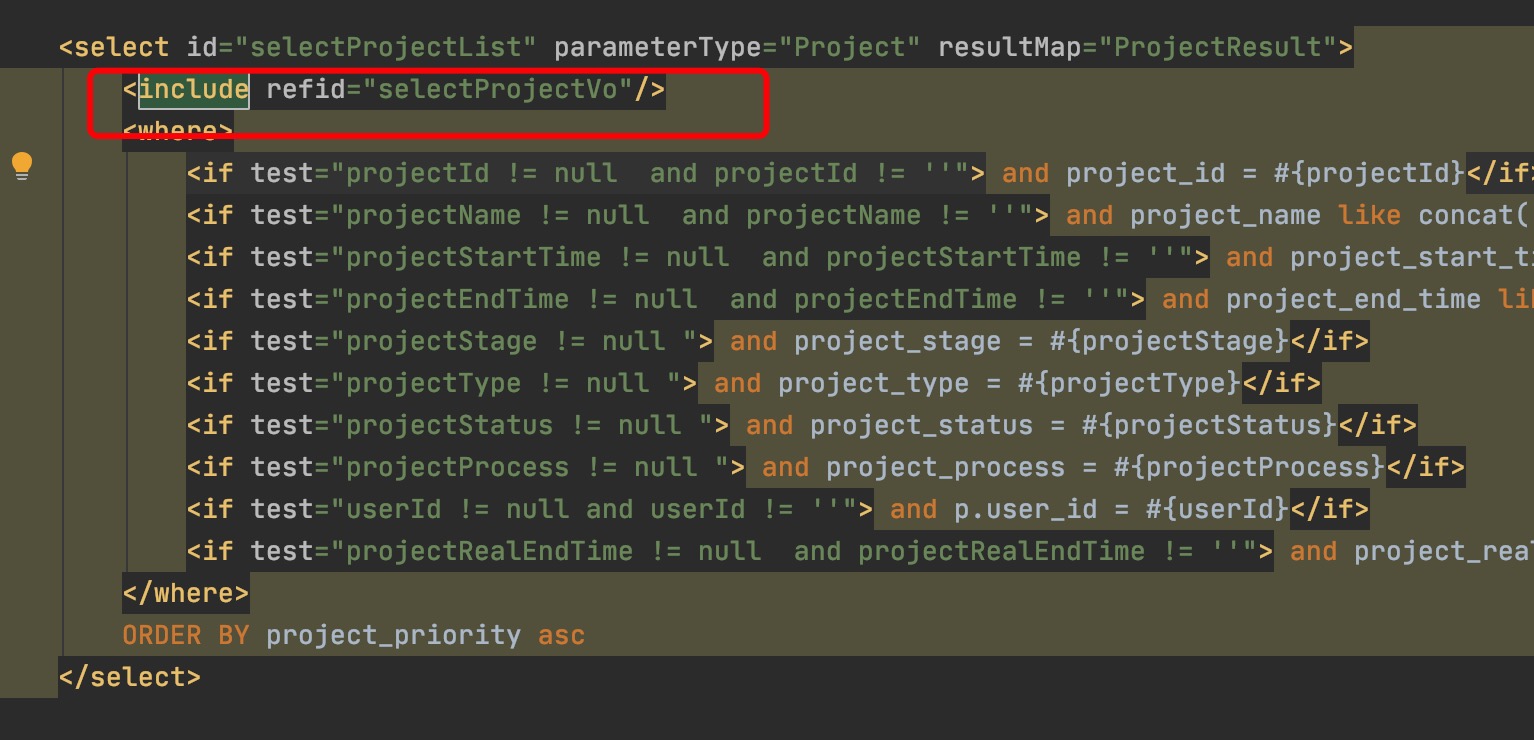 <select id="selectProjectList" parameterType="Project" resultMap="ProjectResult">
<include refid="selectProjectVo"/>
<where>
<if test="projectId != null  and projectId != ''"> and project_id = #{projectId}</if>
<if test="projectName != null  and projectName != ''"> and project_name like concat(
<if test="projectStartTime != null  and projectStartTime != ''"> and project_start_ti
<if test="projectEndTime != null  and projectEndTime != ''"> and project_end_time li
<if test="projectStage != null "> and project_stage = #{projectStage}</if>
<if test="projectType != null "> and project_type = #{projectType}</if>
<if test="projectStatus != null "> and project_status = #{projectStatus}</if>
<if test="projectProcess != null "> and project_process = #{projectProcess}</if>
<if test="userId != null and userId != ''"> and p.user_id = #{userId}</if>
<if test="projectRealEndTime != null  and projectRealEndTime != ''"> and project_real
</where>
ORDER BY project_priority asc
</select>